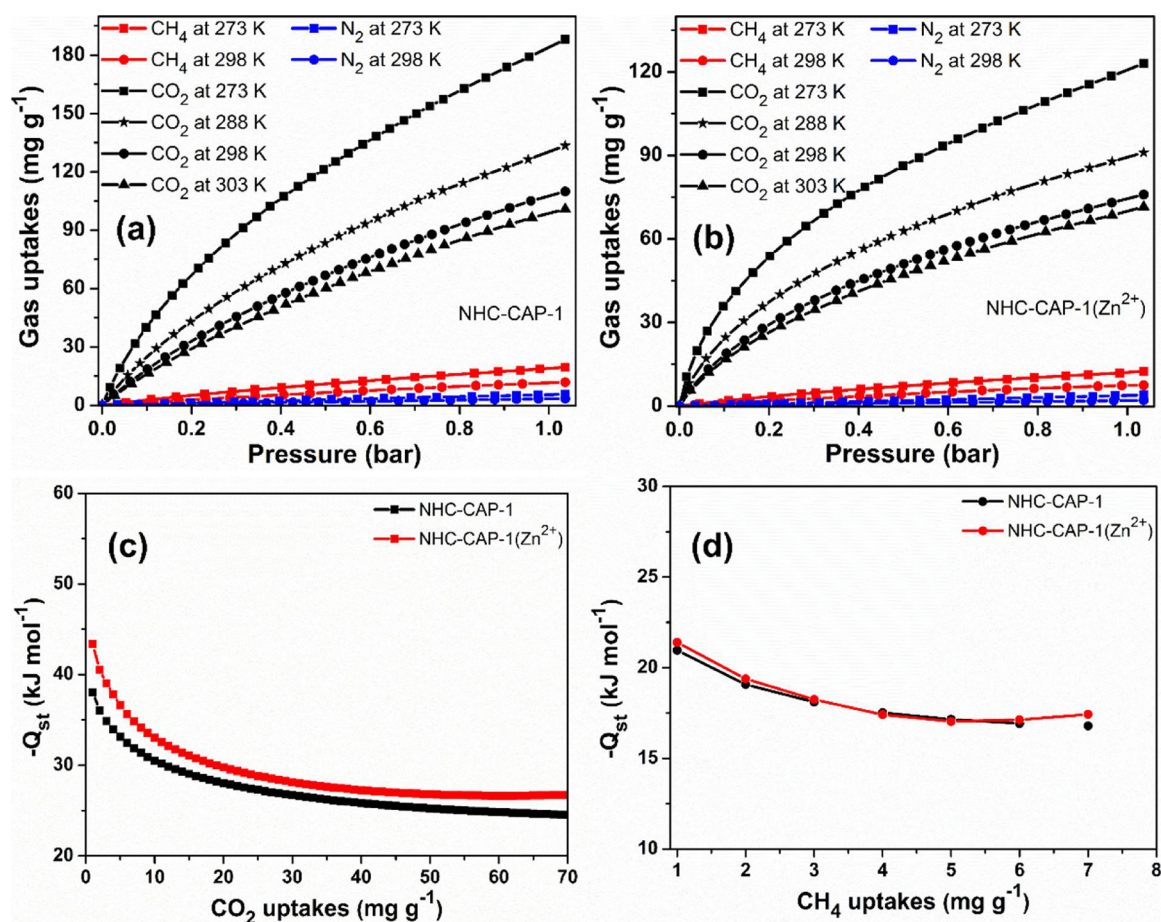 CH4 at 273 K N2 at 273 K
CH4 at 298 K N2 at 298 K
CO2 at 273 K
CO2 at 288 K
CO2 at 298 K
CO2 at 303 K
(a)
NHC-CAP-1
Gas uptakes (mg g-1)
180
150
120
90
60
30
0
0.0 0.2 0.4 0.6 0.8 1.0
Pressure (bar)
CH4 at 273 K N2 at 273 K
CH4 at 298 K N2 at 298 K
CO2 at 273 K
CO2 at 288 K
CO2 at 298 K
CO2 at 303 K
(b)
NHC-CAP-1(Zn2+)
Gas uptakes (mg g-1)
120
90
60
30
0
0.0 0.2 0.4 0.6 0.8 1.0
Pressure (bar)
NHC-CAP-1
NHC-CAP-1(Zn2+)
(c)
-Qst (kJ mol-1)
60
50
40
30
20
0 10 20 30 40 50 60 70
CO2 uptakes (mg g-1)
NHC-CAP-1
NHC-CAP-1(Zn2+)
(d)
-Qst (kJ mol-1)
30
25
20
15
10
1 2 3 4 5 6 7 8
CH4 uptakes (mg g-1)